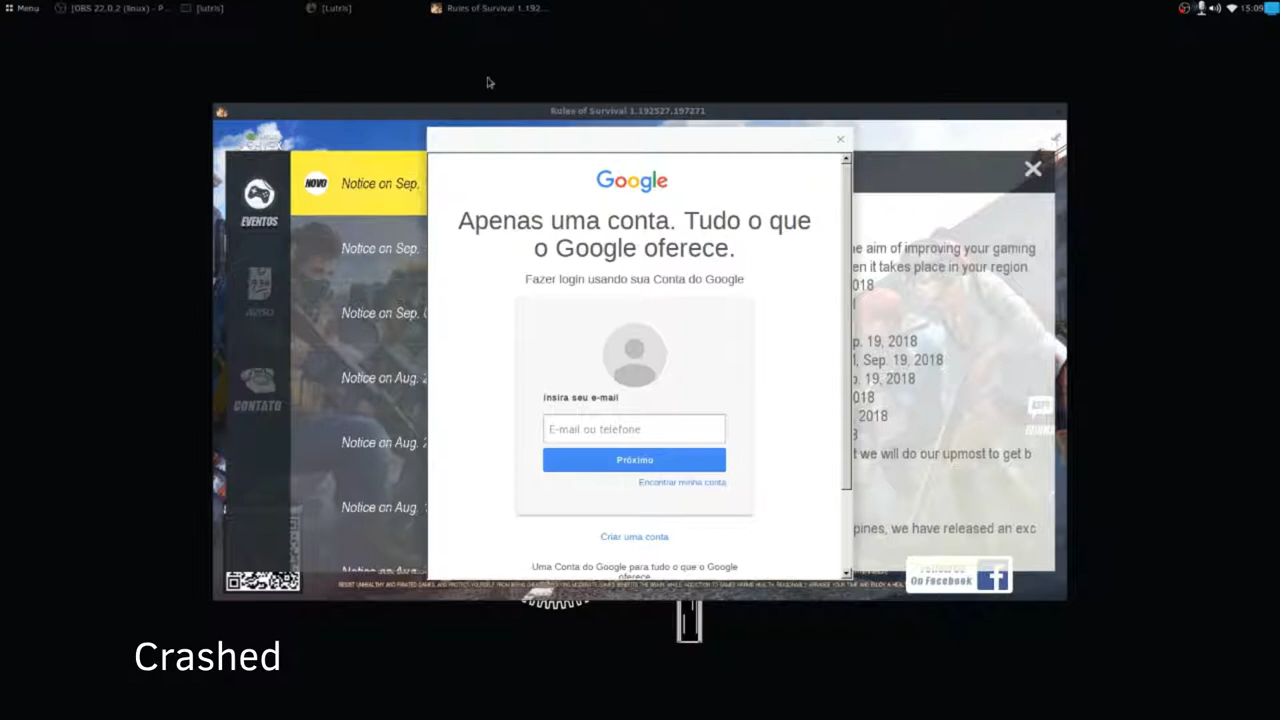 Menu
[OBS 22.0.2 (linux) - P...
[lutris]
[Lutris]
Rules of Survival 1.192...
15:09
Rules of Survival 1.192527.197271
EVENTOS
AVISO
CONTATO
NOVO
Notice on Sep.
Notice on Sep.
Notice on Sep.
Notice on Aug.
Notice on Aug.
Notice on Aug.
Notice on Aug.
Google
Apenas uma conta. Tudo o que
o Google oferece.
Fazer login usando sua Conta do Google
Insira seu e-mail
E-mail ou telefone
Próximo
Encontrar minha conta
Criar uma conta
Uma Conta do Google para tudo o que o Google
oferece
aim of improving your gaming
it takes place in your region
018
p. 19, 2018
, Sep. 19, 2018
p. 19, 2018
018
2018
t we will do our upmost to get b
pines, we have released an exc
On Facebook
Crashed